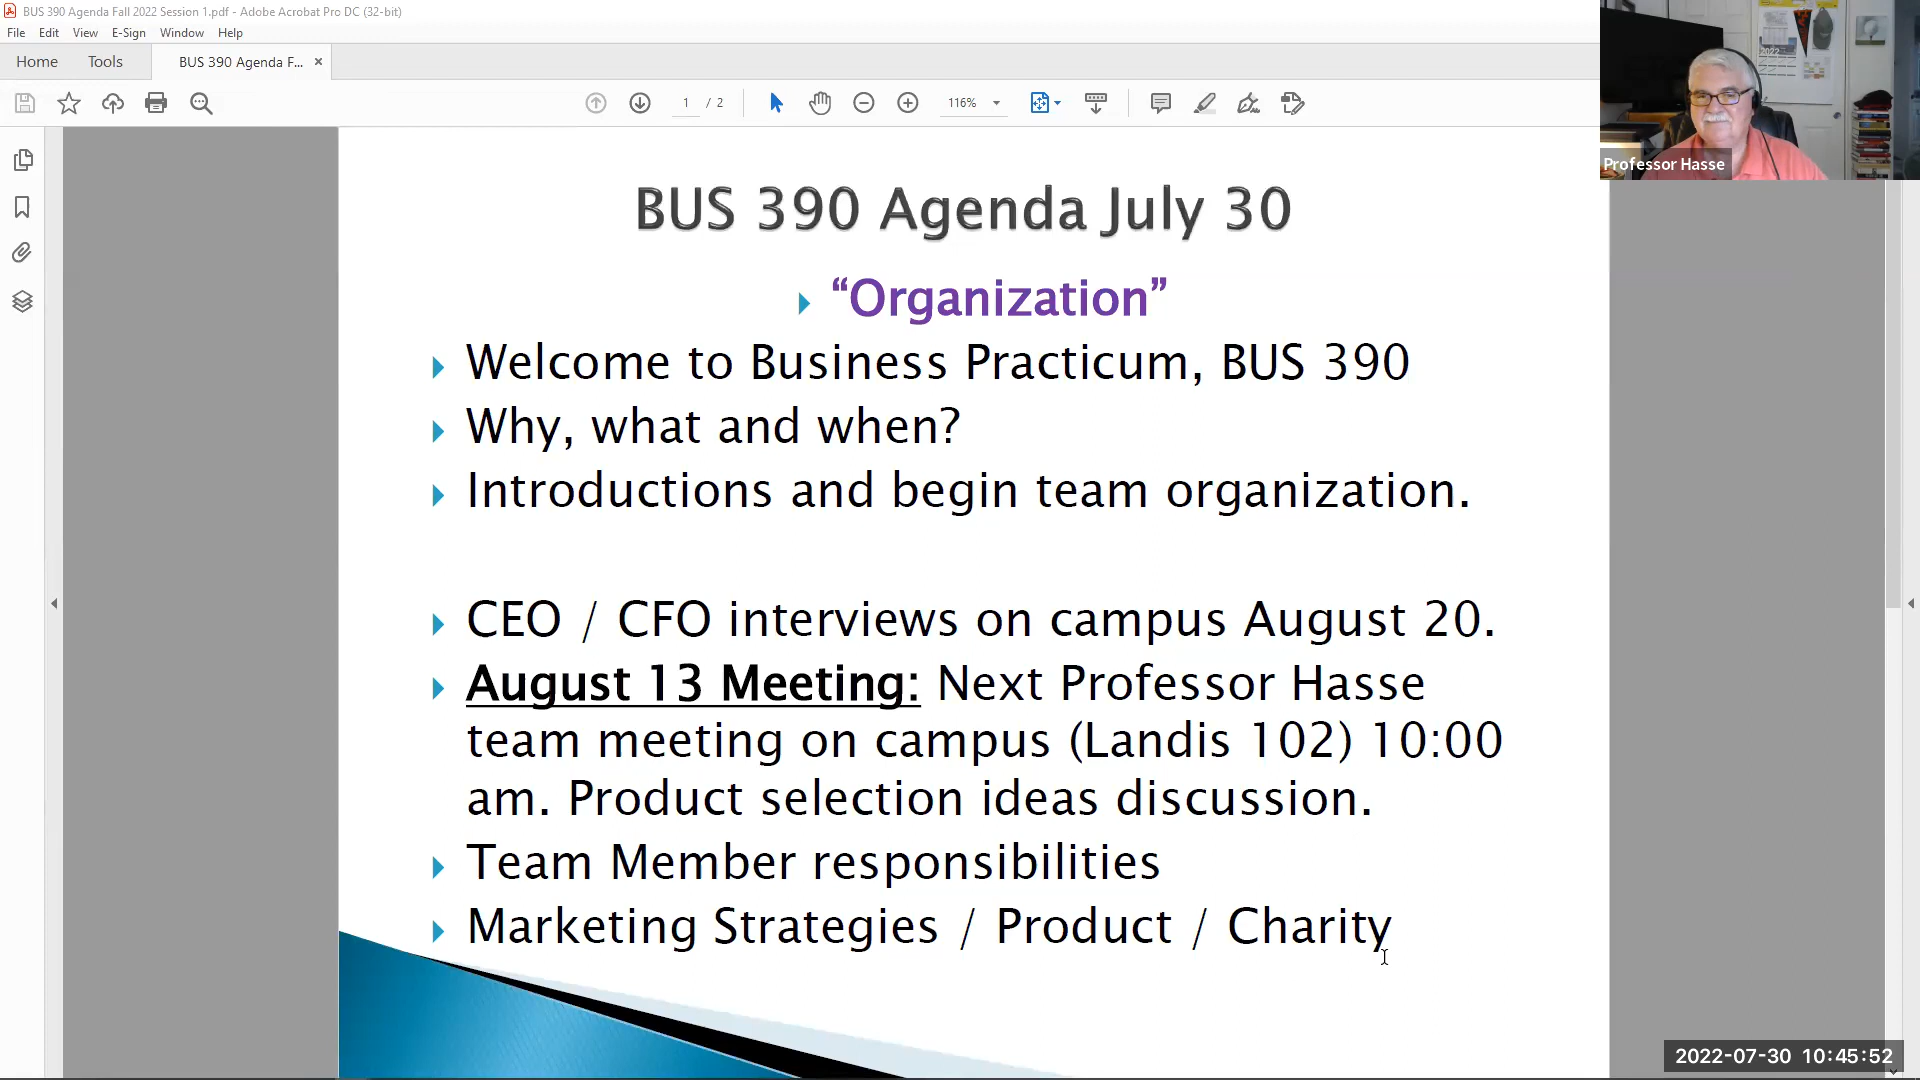 BUS 390 Agenda Fall 2022 Session 1.pdf - Adobe Acrobat Pro DC (32-bit)
File Edit View E-Sign Window Help
Home Tools BUS 390 Agenda F... ×
1 / 2 116%
2022
Professor Hasse
BUS 390 Agenda July 30
“Organization”
Welcome to Business Practicum, BUS 390
Why, what and when?
Introductions and begin team organization.
CEO / CFO interviews on campus August 20.
August 13 Meeting: Next Professor Hasse
team meeting on campus (Landis 102) 10:00
am. Product selection ideas discussion.
Team Member responsibilities
Marketing Strategies / Product / Charity
2022-07-30 10:45:52